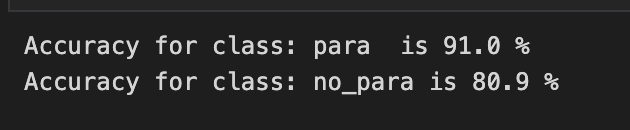 Accuracy for class: para  is 91.0 %
Accuracy for class: no_para is 80.9 %